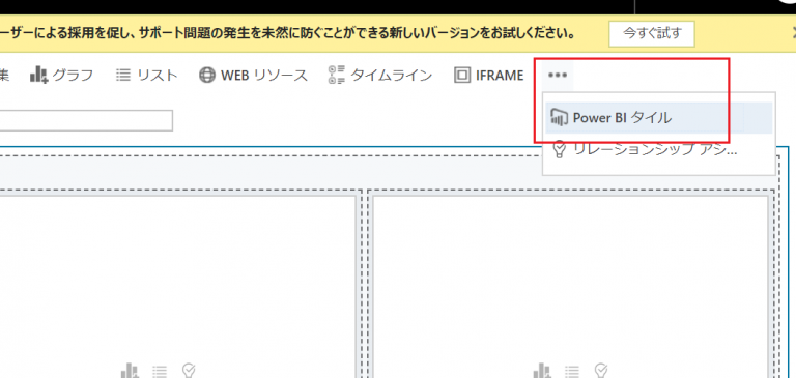 ーザーによる採用を促し、サポート問題の発生を未然に防ぐことができる新しいバージョンをお試しください。 今すぐ試す
集 グラフ リスト WEB リソース タイムライン IFRAME
Power BI タイル
リレーションシップ アシ...